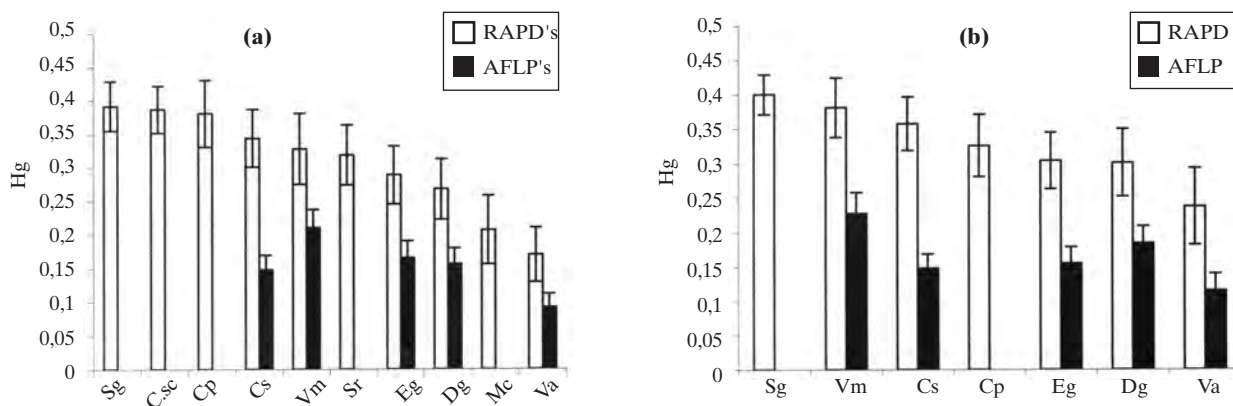 (a)
RAPD's
AFLP's
Hg
0,5
0,45
0,4
0,35
0,3
0,25
0,2
0,15
0,1
0,05
0
Sg C.sc Cp Cs Vm Sr Eg Dg Mc Va
(b)
RAPD
AFLP
Hg
0,5
0,45
0,4
0,35
0,3
0,25
0,2
0,15
0,1
0,05
0
Sg Vm Cs Cp Eg Dg Va